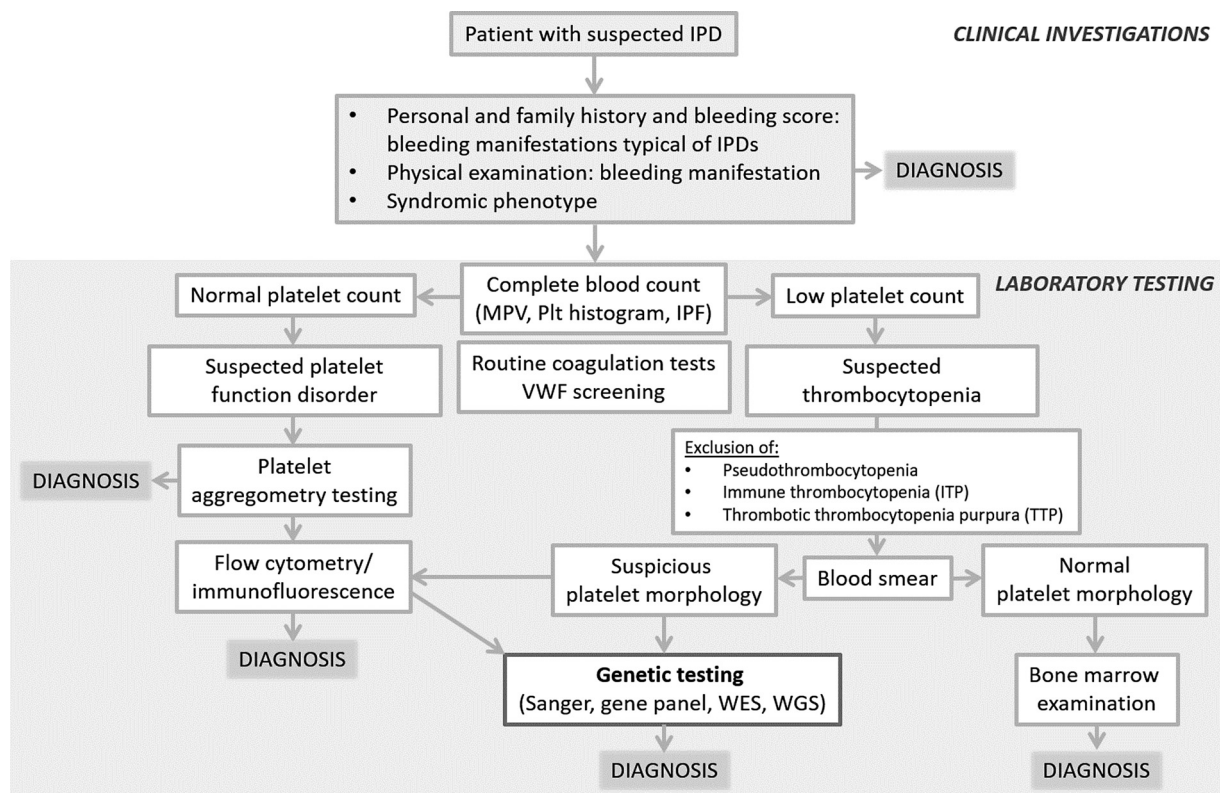 Patient with suspected IPD
CLINICAL INVESTIGATIONS
• Personal and family history and bleeding score:
bleeding manifestations typical of IPDs
• Physical examination: bleeding manifestation
• Syndromic phenotype
DIAGNOSIS
LABORATORY TESTING
Complete blood count
(MPV, Plt histogram, IPF)
Normal platelet count
Low platelet count
Routine coagulation tests
VWF screening
Suspected platelet
function disorder
Suspected
thrombocytopenia
Exclusion of:
• Pseudothrombocytopenia
• Immune thrombocytopenia (ITP)
• Thrombotic thrombocytopenia purpura (TTP)
Platelet
aggregometry testing
DIAGNOSIS
Flow cytometry/
immunofluorescence
Suspicious
platelet morphology
Blood smear
Normal
platelet morphology
DIAGNOSIS
Genetic testing
(Sanger, gene panel, WES, WGS)
Bone marrow
examination
DIAGNOSIS
DIAGNOSIS